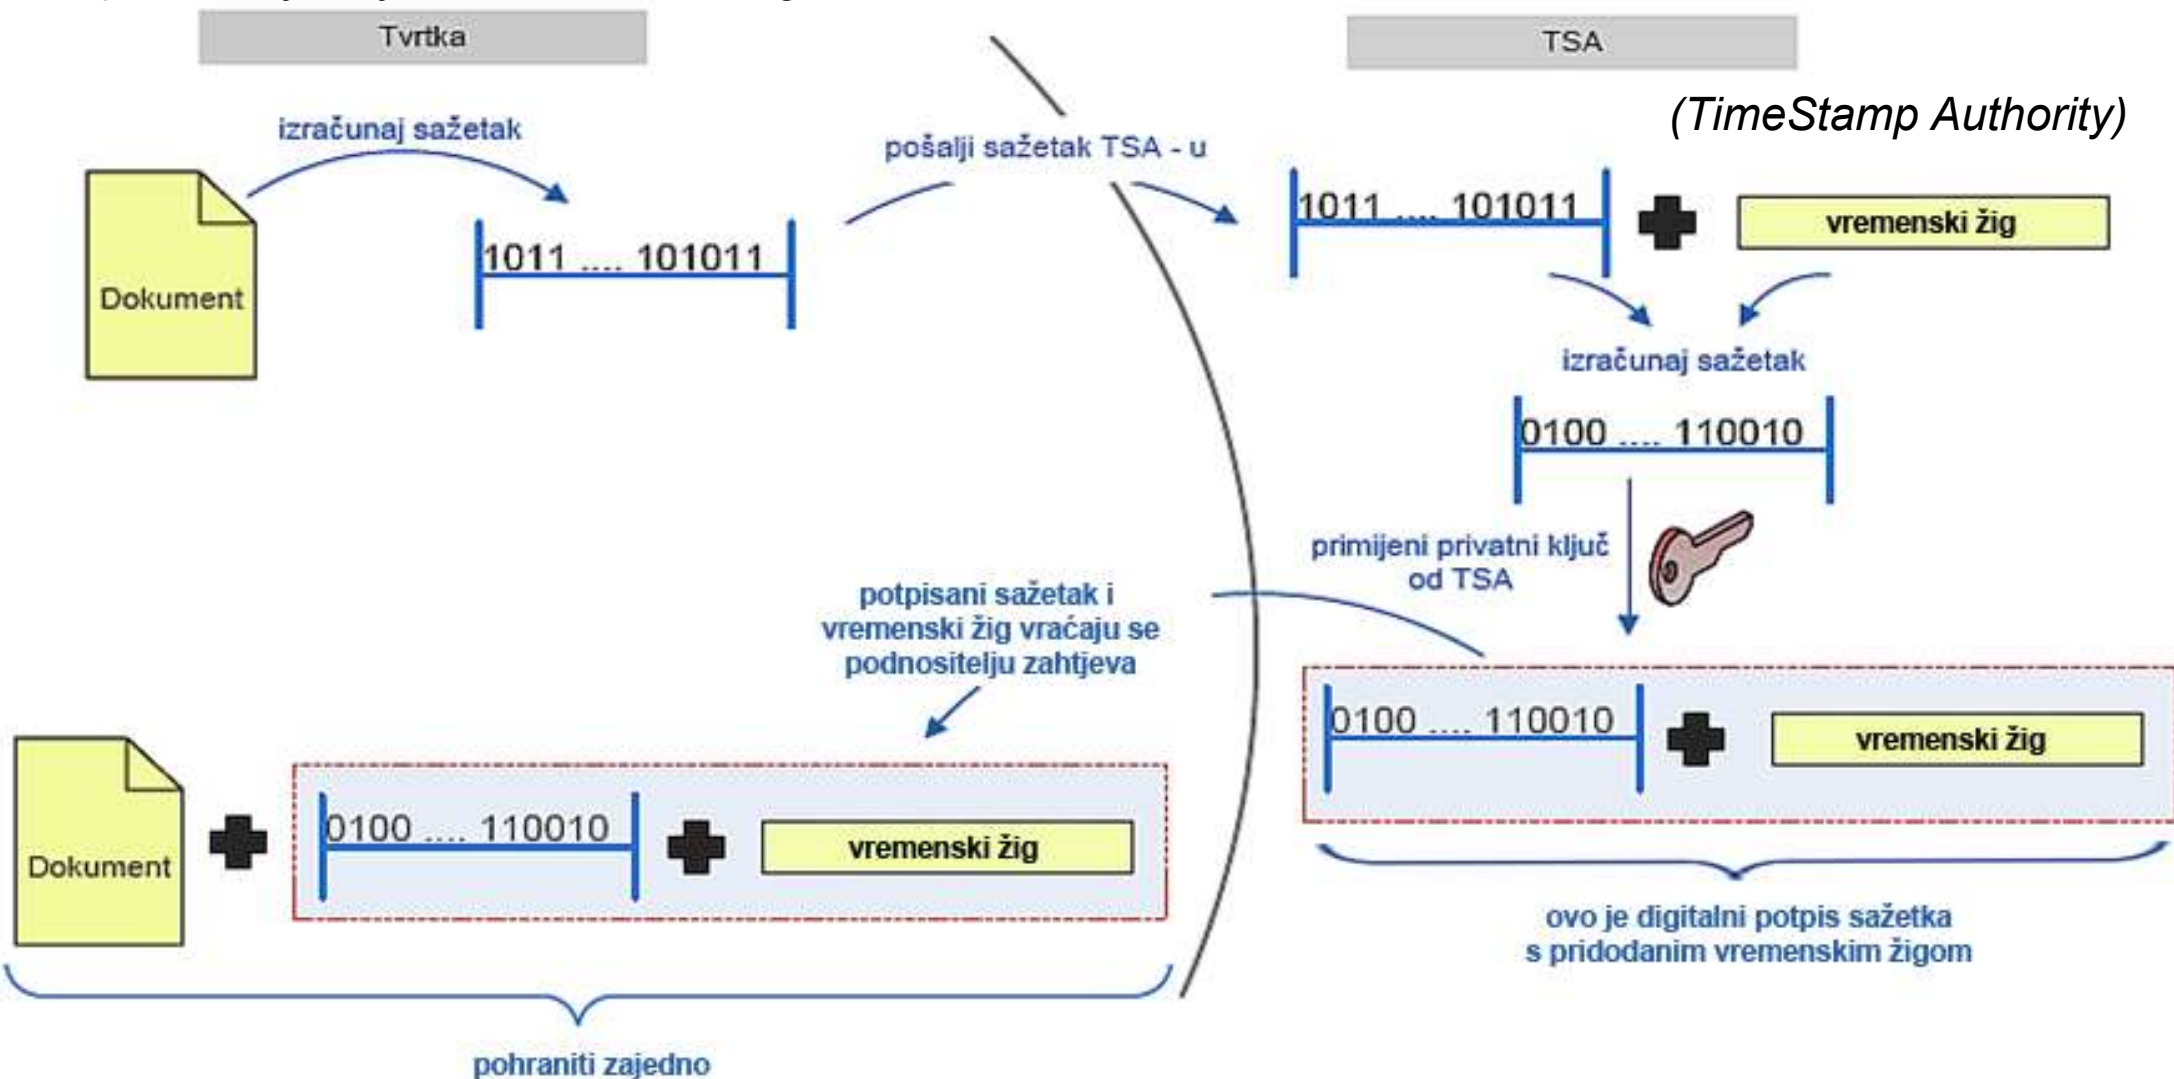 Tvrtka
TSA
(TimeStamp Authority)
izračunaj sažetak
pošalji sažetak TSA - u
Dokument
1011 .... 101011
1011 .... 101011
vremenski žig
izračunaj sažetak
0100 .... 110010
primijeni privatni ključ
od TSA
potpisani sažetak i
vremenski žig vraćaju se
podnositelju zahtjeva
0100 .... 110010
vremenski žig
ovo je digitalni potpis sažetka
s pridodanim vremenskim žigom
Dokument
0100 .... 110010
vremenski žig
pohraniti zajedno